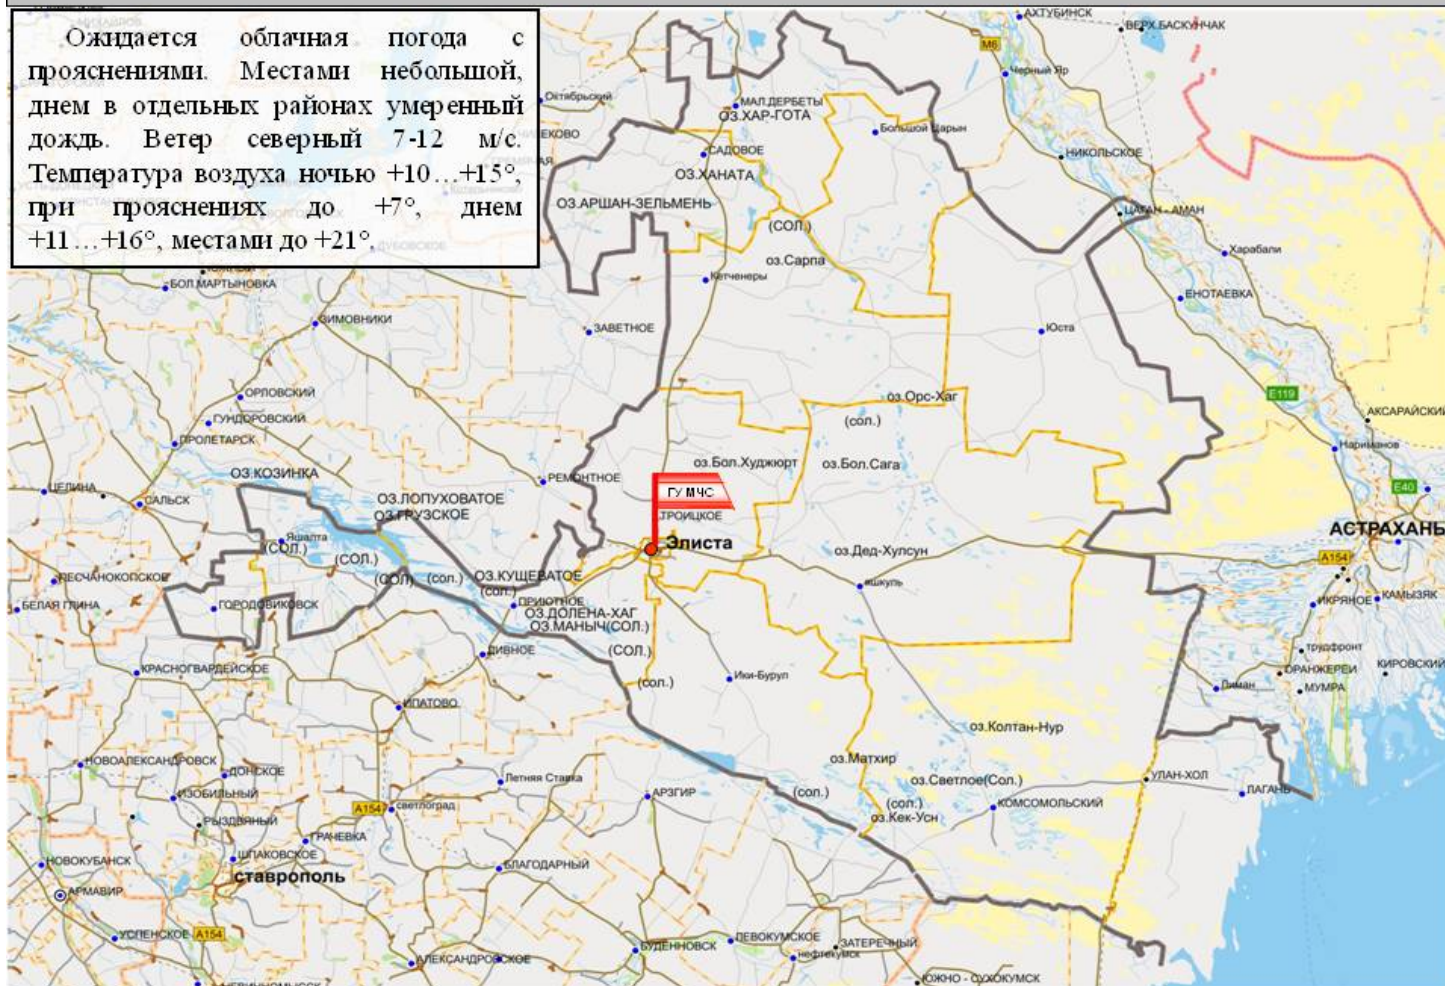 Ожидается облачная погода с
прояснениями. Местами небольшой,
днем в отдельных районах умеренный
дождь. Ветер северный 7-12 м/с.
Температура воздуха ночью +10…+15°,
при прояснениях до +7°, днем
+11…+16°, местами до +21°.
АХТУБИНСК
ВЕРХ.БАСКУНЧАК
М6
Черный Яр
Октябрьский
МАЛ.ДЕРБЕТЫ
ОЗ.ХАР-ГОТА
Большой Царын
САДОВОЕ
НИКОЛЬСКОЕ
ОЗ.ХАНАТА
ОЗ.АРШАН-ЗЕЛЬМЕНЬ
ЦАГАН - АМАН
(СОЛ.)
ДУБОВСКОЕ
Харабали
оз.Сарпа
Кетченеры
БОЛ.МАРТЫНОВКА
ЕНОТАЕВКА
ЗИМОВНИКИ
ЗАВЕТНОЕ
Юста
ОРЛОВСКИЙ
оз.Орс-Хаг
Е119
(сол.)
ГУНДОРОВСКИЙ
АКСАРАЙСКИЙ
ПРОЛЕТАРСК
Нариманов
оз.Бол.Худжюрт
оз.Бол.Сага
ОЗ.КОЗИНКА
РЕМОНТНОЕ
ЦЕЛИНА
Е40
ГУ МЧС
САЛЬСК
ОЗ.ЛОПУХОВАТОЕ
ОЗ.ГРУЗСКОЕ
ТРОИЦКОЕ
АСТРАХАНЬ
Яшалта
(СОЛ.)
Элиста
оз.Дед-Хулсун
(СОЛ.)
А154
ПЕСЧАНОКОПСКОЕ
(СОЛ)
(сол.)
ОЗ.КУЩЕВАТОЕ
(сол.)
яшкуль
БЕЛАЯ ГЛИНА
ГОРОДОВИКОВСК
ПРИЮТНОЕ
ИКРЯНОЕ
КАМЫЗЯК
ОЗ.ДОЛЕНА-ХАГ
ОЗ.МАНЫЧ(СОЛ.)
ДИВНОЕ
(СОЛ.)
трудфронт
КРАСНОГВАРДЕЙСКОЕ
ОРАНЖЕРЕИ
КИРОВСКИЙ
(сол.)
Ики-Бурул
Лиман
МУМРА
ИПАТОВО
оз.Колтан-Нур
НОВОАЛЕКСАНДРОВСК
ДОНСКОЕ
Летняя Ставка
оз.Матхир
оз.Светлое(Сол.)
УЛАН-ХОЛ
ИЗОБИЛЬНЫЙ
А154
светлоград
АРЗГИР
(сол.)
(сол.)
КОМСОМОЛЬСКИЙ
ЛАГАНЬ
РЫЗДВЯНЫЙ
оз.Кек-Усн
ГРАЧЕВКА
НОВОКУБАНСК
ШПАКОВСКОЕ
БЛАГОДАРНЫЙ
ставрополь
АРМАВИР
УСПЕНСКОЕ
А154
БУДЕННОВСК
ЛЕВОКУМСКОЕ
ЗАТЕРЕЧНЫЙ
АЛЕКСАНДРОВСКОЕ
нефтекумск
ЮЖНО - СУХОКУМСК